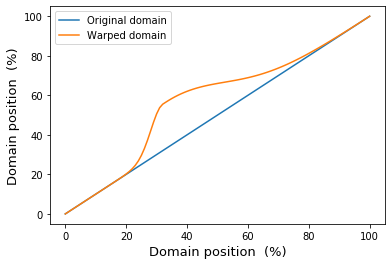 Original domain
Warped domain
100
80
60
40
20
0
Domain position  (%)
0 20 40 60 80 100
Domain position  (%)